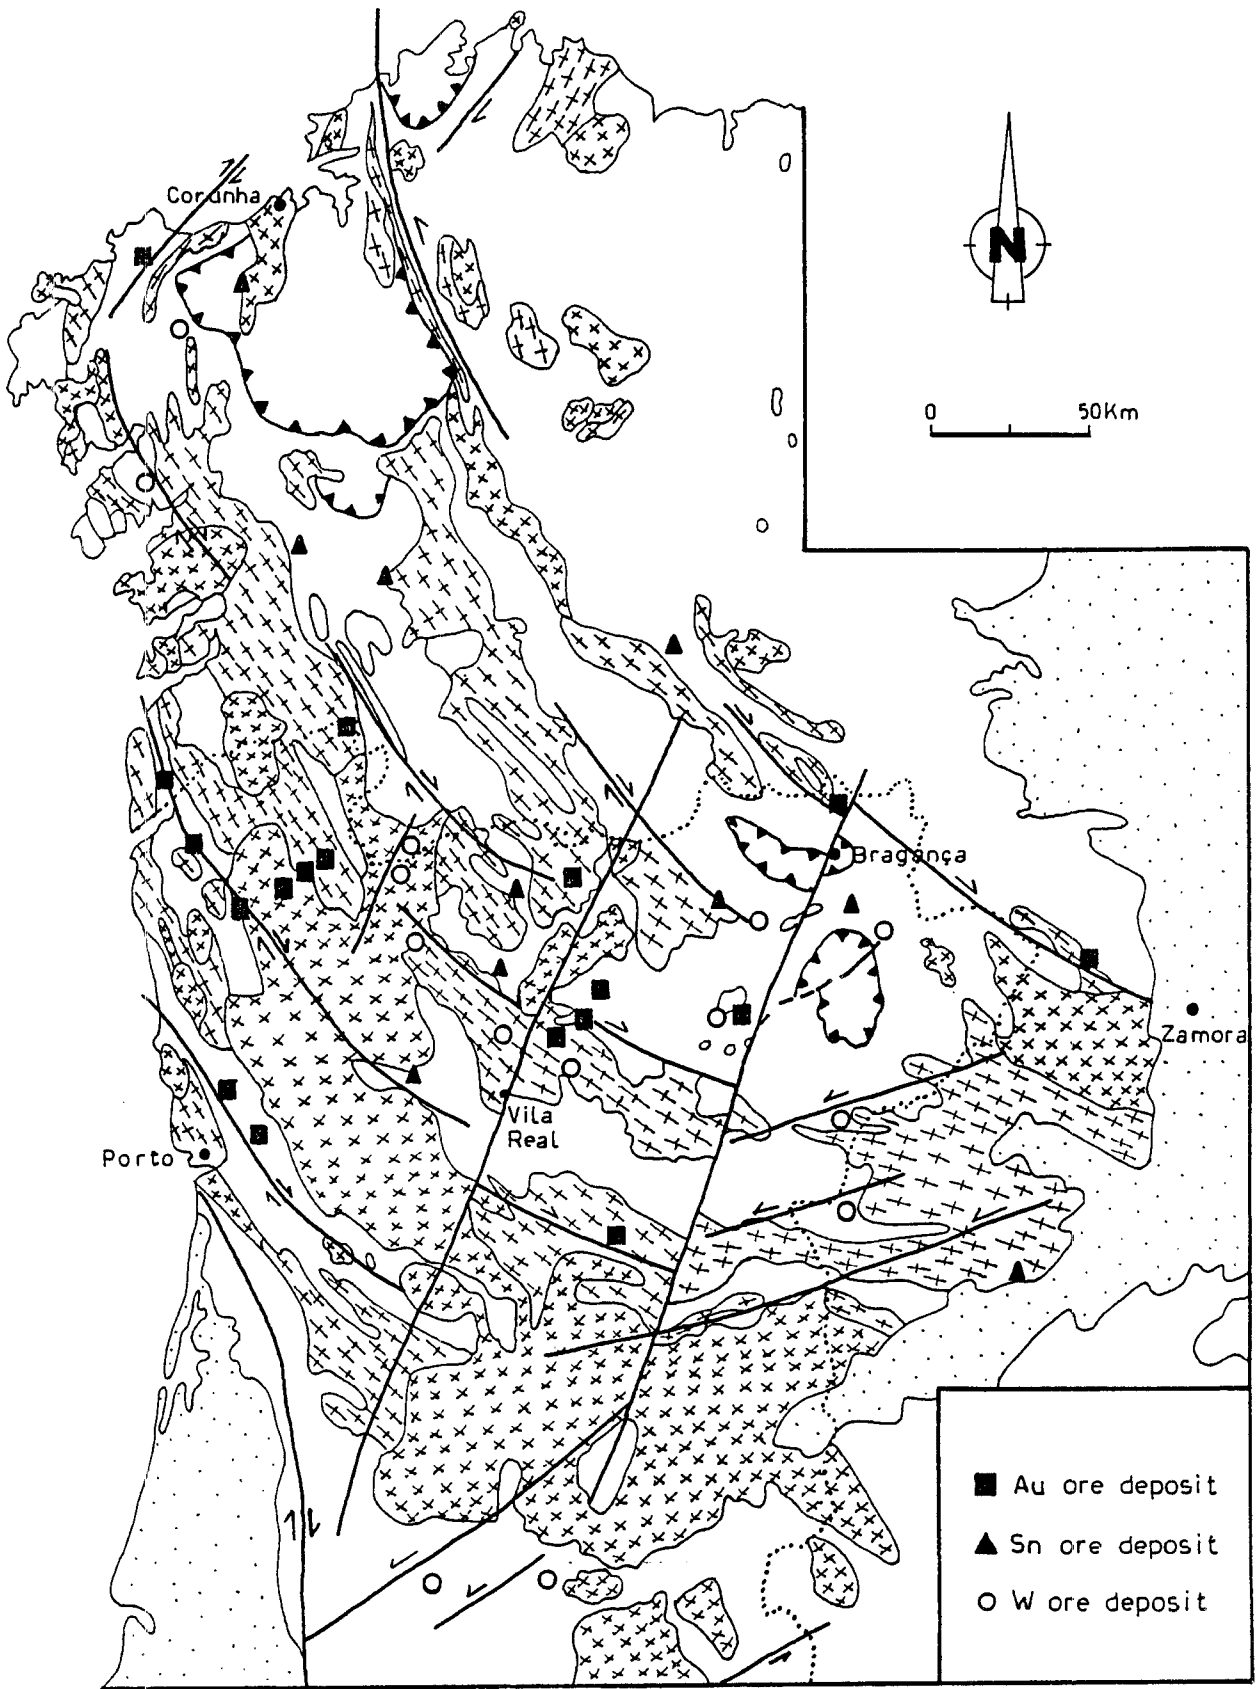 Corunha
N
0 50Km
Bragança
Zamora
Vila
Real
Porto
Au ore deposit
Sn ore deposit
W ore deposit